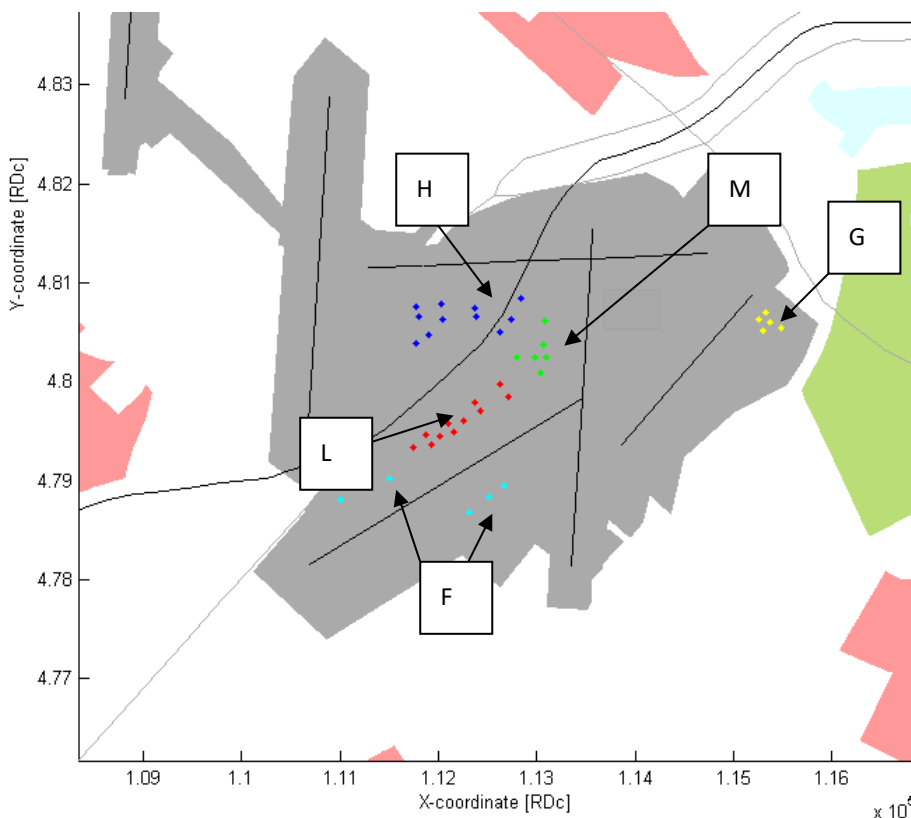 4.83
4.82
4.81
4.8
4.79
4.78
4.77
Y-coordinate [RDc]
H
M
G
L
F
1.09
1.1
1.11
1.12
1.13
1.14
1.15
1.16
X-coordinate [RDc]
x 10